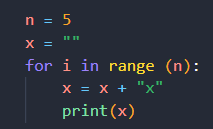 n = 5
x = ""
for i in range (n):
    x = x + "x"
    print(x)